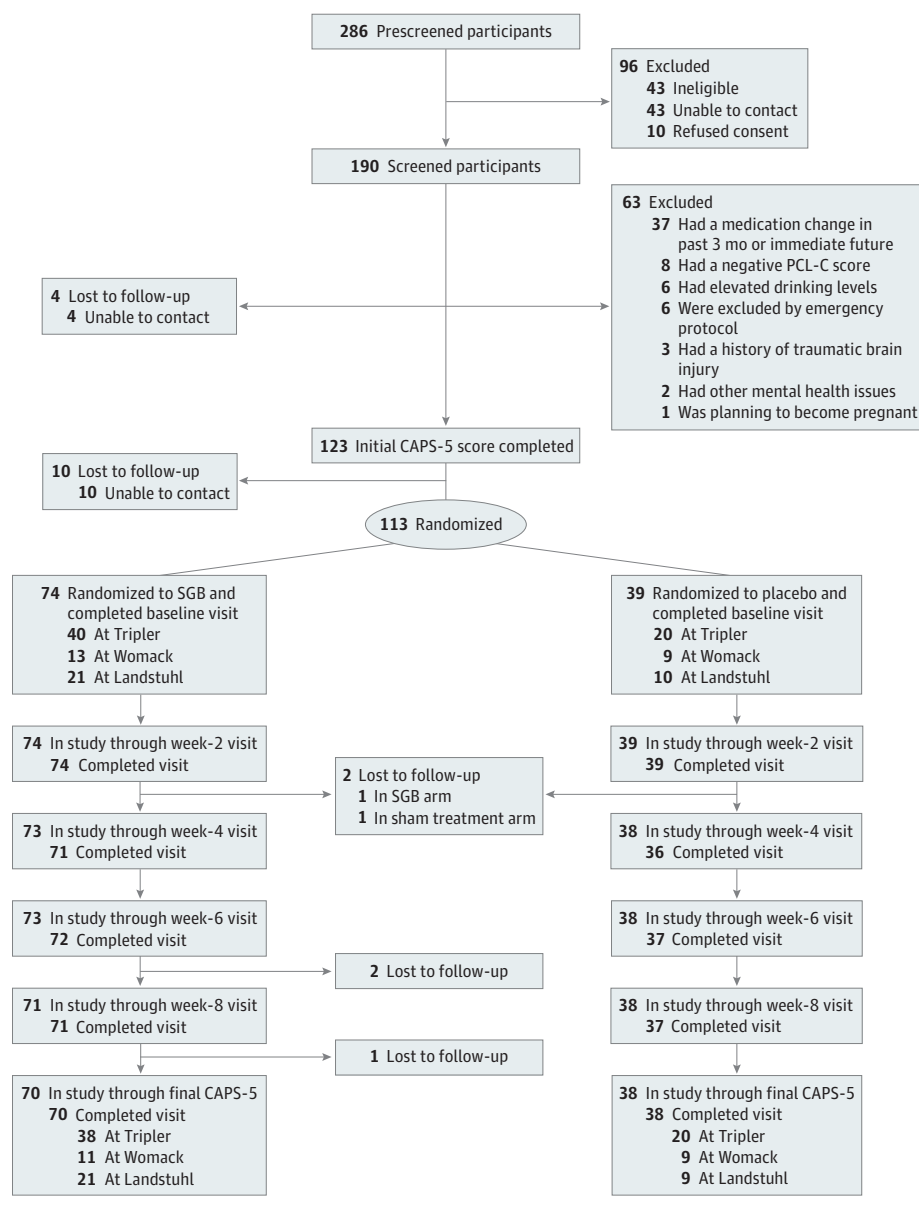 286 Prescreened participants
96 Excluded
43 Ineligible
43 Unable to contact
10 Refused consent
190 Screened participants
63 Excluded
37 Had a medication change in
past 3 mo or immediate future
8 Had a negative PCL-C score
6 Had elevated drinking levels
6 Were excluded by emergency
protocol
3 Had a history of traumatic brain
injury
2 Had other mental health issues
1 Was planning to become pregnant
4 Lost to follow-up
4 Unable to contact
123 Initial CAPS-5 score completed
10 Lost to follow-up
10 Unable to contact
113 Randomized
74 Randomized to SGB and
completed baseline visit
40 At Tripler
13 At Womack
21 At Landstuhl
39 Randomized to placebo and
completed baseline visit
20 At Tripler
9 At Womack
10 At Landstuhl
74 In study through week-2 visit
74 Completed visit
39 In study through week-2 visit
39 Completed visit
2 Lost to follow-up
1 In SGB arm
1 In sham treatment arm
73 In study through week-4 visit
71 Completed visit
38 In study through week-4 visit
36 Completed visit
73 In study through week-6 visit
72 Completed visit
38 In study through week-6 visit
37 Completed visit
2 Lost to follow-up
71 In study through week-8 visit
71 Completed visit
38 In study through week-8 visit
37 Completed visit
1 Lost to follow-up
70 In study through final CAPS-5
70 Completed visit
38 At Tripler
11 At Womack
21 At Landstuhl
38 In study through final CAPS-5
38 Completed visit
20 At Tripler
9 At Womack
9 At Landstuhl